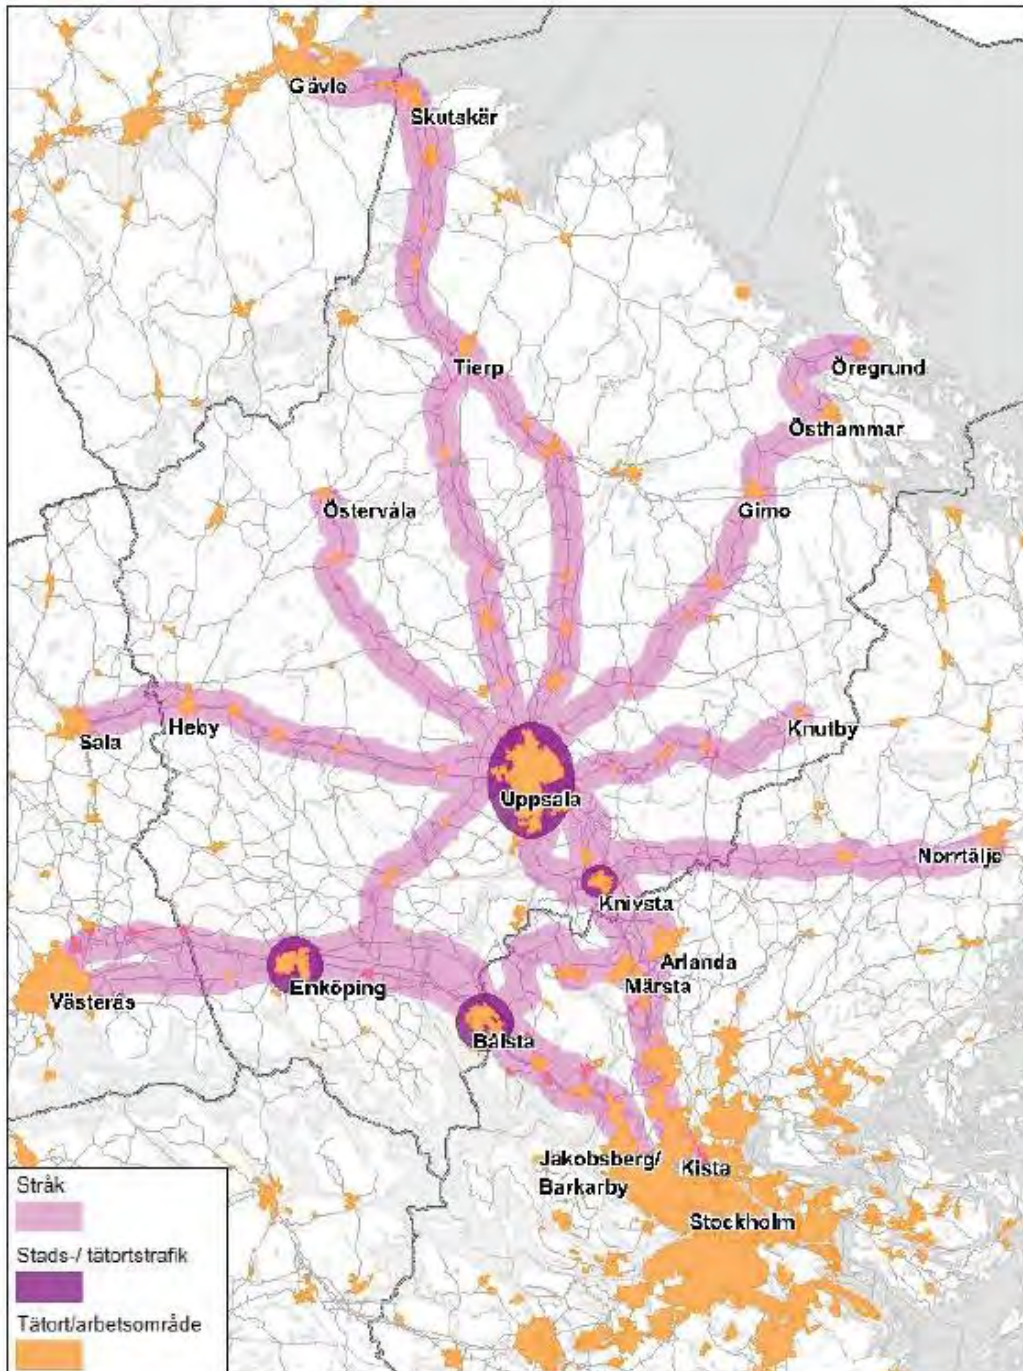 Gävle
Skutskär
Tierp
Öregrund
Östhammar
Östervåla
Gimo
Sala
Heby
Knutby
Uppsala
Norrtälje
Knivsta
Arlanda
Märsta
Västerås
Enköping
Bålsta
Jakobsberg/
Barkarby
Kista
Stockholm
Stråk
Stads-/ tätortstrafik
Tätort/arbetsområde